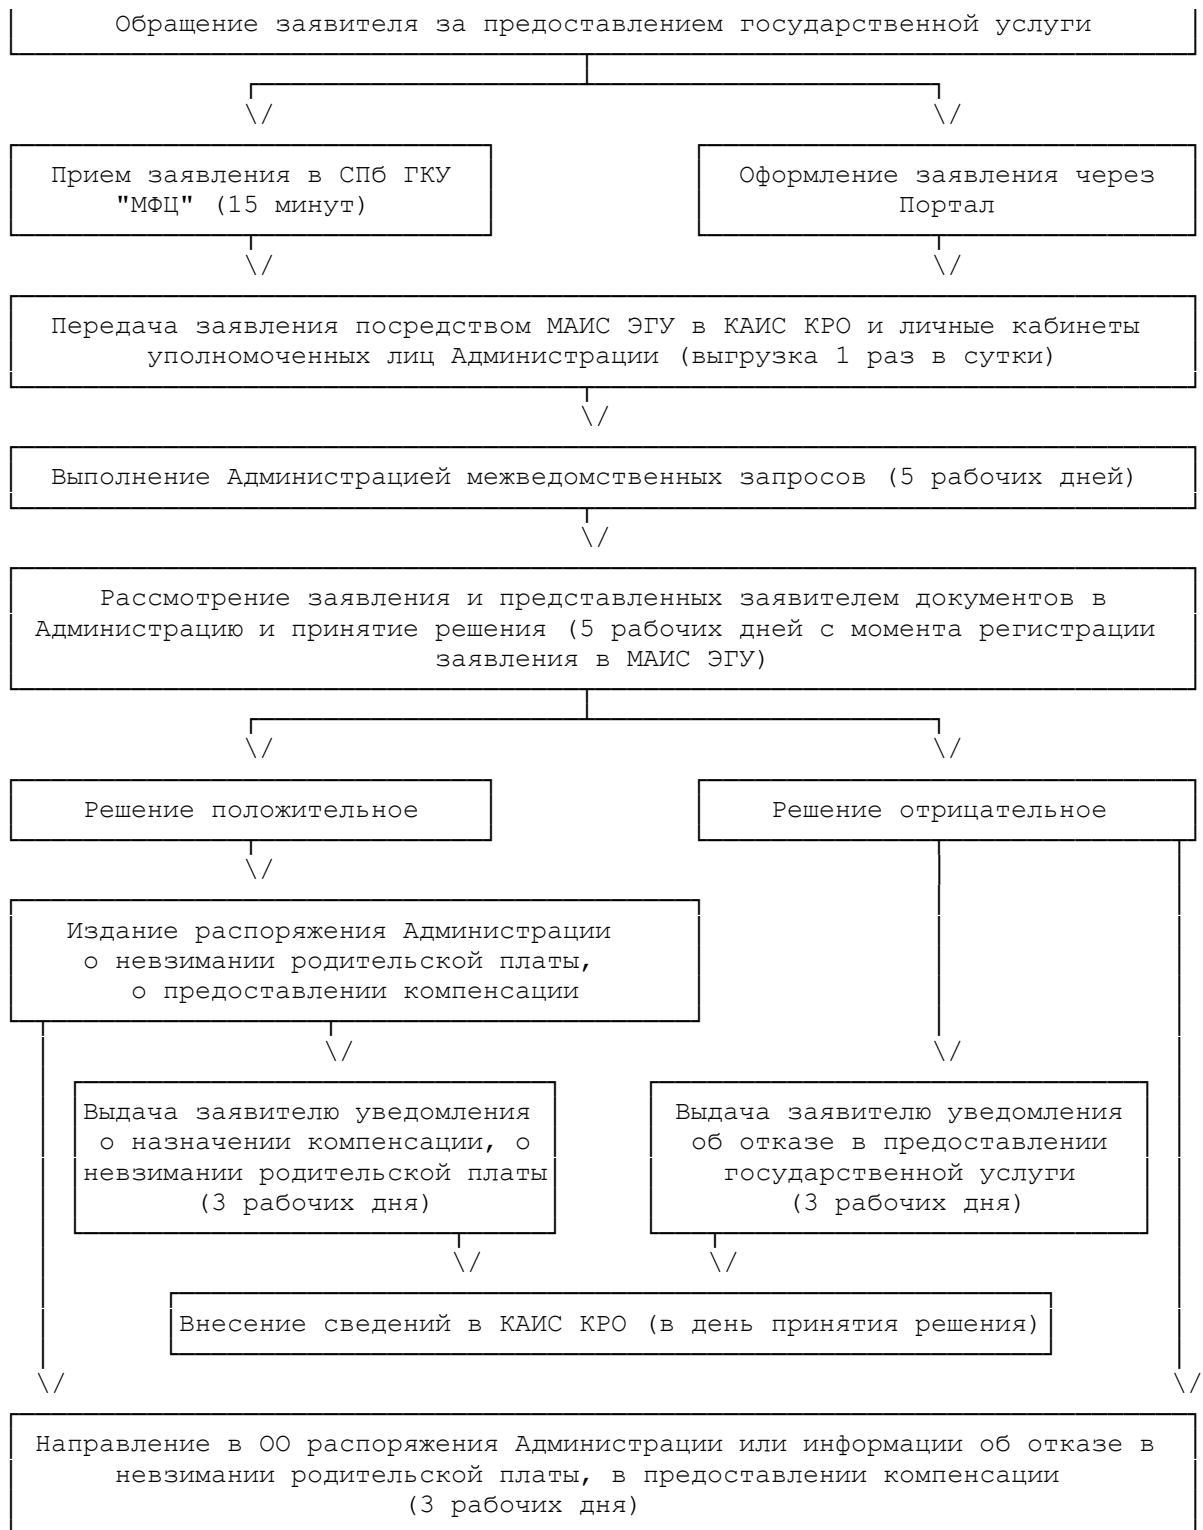 Обращение заявителя за предоставлением государственной услуги
Прием заявления в СПб ГКУ
"МФЦ" (15 минут)
Оформление заявления через
Портал
Передача заявления посредством МАИС ЭГУ в КАИС КРО и личные кабинеты
уполномоченных лиц Администрации (выгрузка 1 раз в сутки)
Выполнение Администрацией межведомственных запросов (5 рабочих дней)
Рассмотрение заявления и представленных заявителем документов в
Администрацию и принятие решения (5 рабочих дней с момента регистрации
заявления в МАИС ЭГУ)
Решение положительное
Решение отрицательное
Издание распоряжения Администрации
о невзимании родительской платы,
о предоставлении компенсации
Выдача заявителю уведомления
о назначении компенсации, о
невзимании родительской платы
(3 рабочих дня)
Выдача заявителю уведомления
об отказе в предоставлении
государственной услуги
(3 рабочих дня)
Внесение сведений в КАИС КРО (в день принятия решения)
Направление в ОО распоряжения Администрации или информации об отказе в
невзимании родительской платы, в предоставлении компенсации
(3 рабочих дня)